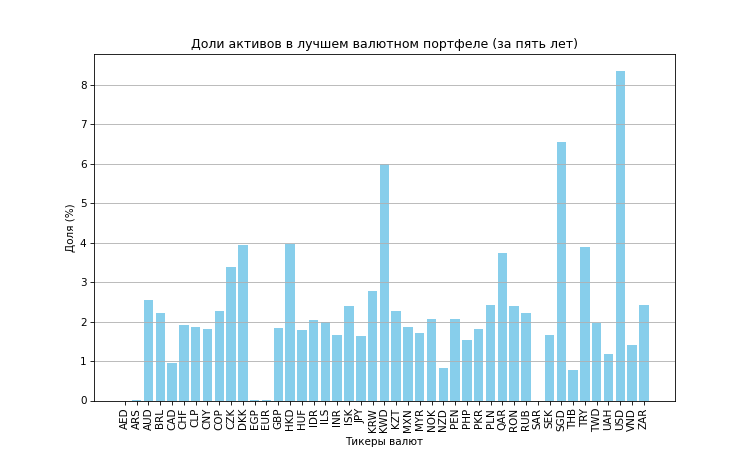 Доли активов в лучшем валютном портфеле (за пять лет)
Доля (%)
8
7
6
5
4
3
2
1
0
AED
ARS
AUD
BRL
CAD
CHF
CLP
CNY
COP
CZK
DKK
EGP
EUR
GBP
HKD
HUF
IDR
ILS
INR
ISK
JPY
KRW
KWD
KZT
MXN
MYR
NOK
NZD
PEN
PHP
PKR
PLN
QAR
RON
RUB
SAR
SEK
SGD
THB
TRY
TWD
UAH
USD
VND
ZAR
Тикеры валют